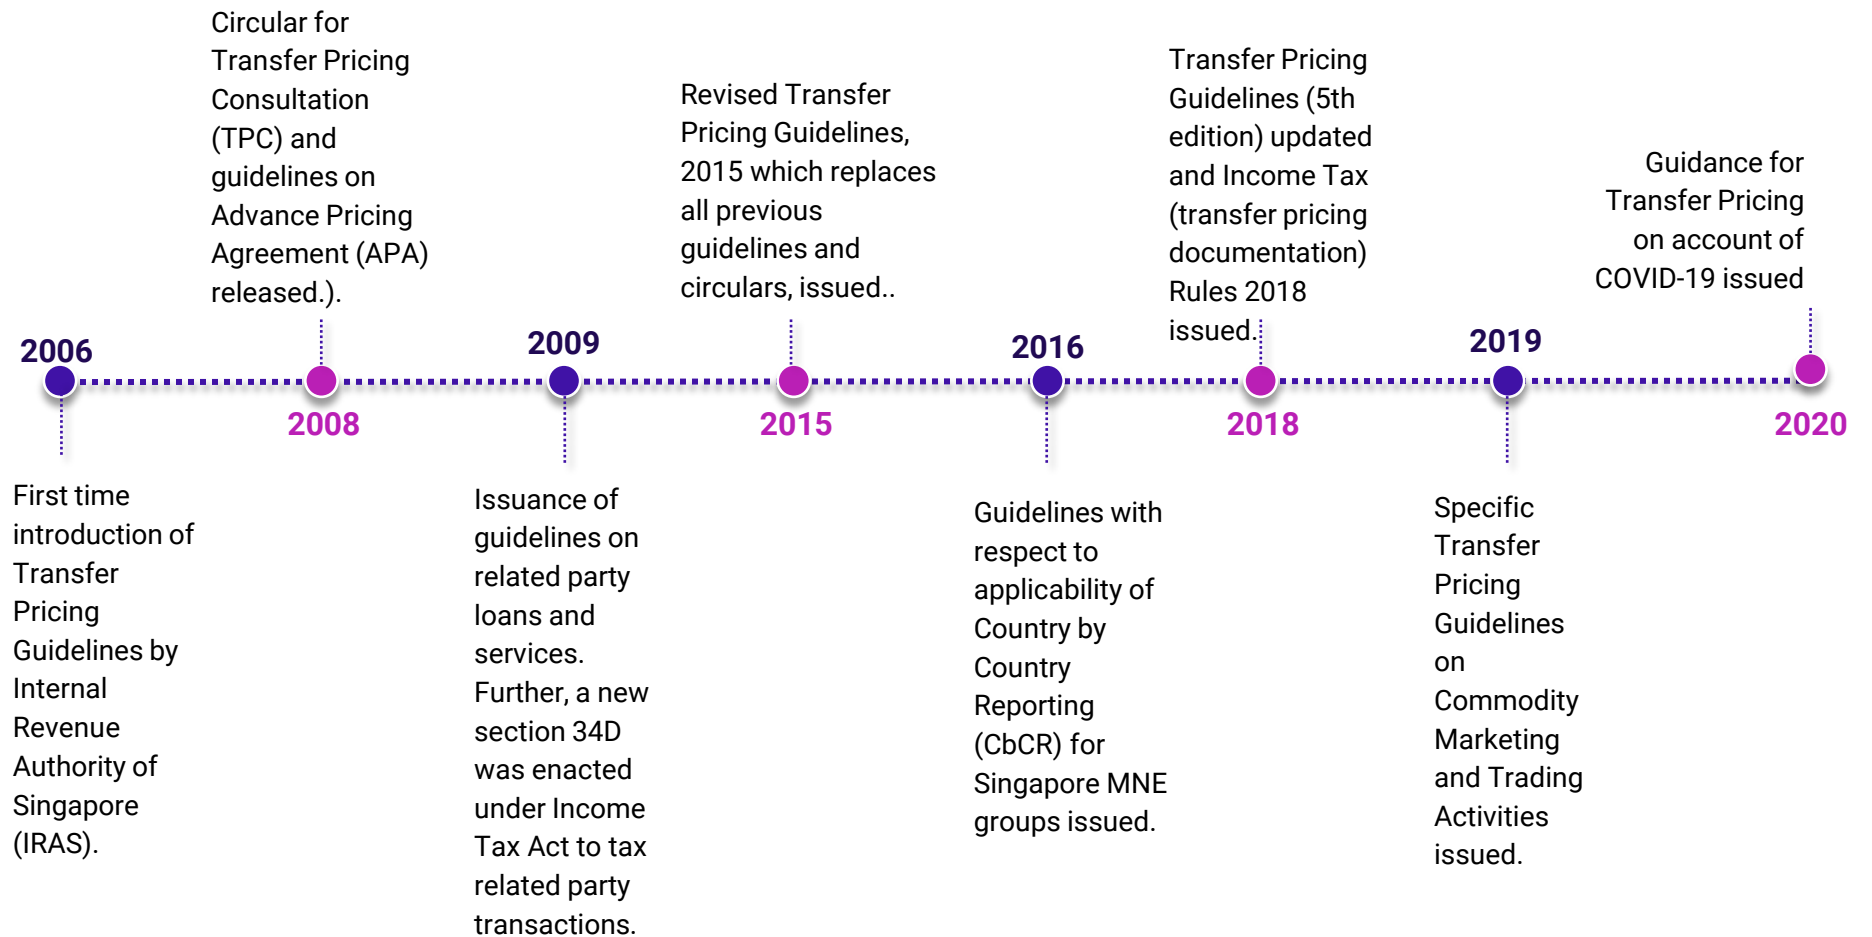 Circular for
Transfer Pricing
Consultation
(TPC) and
guidelines on
Advance Pricing
Agreement (APA)
released.).
Revised Transfer
Pricing Guidelines,
2015 which replaces
all previous
guidelines and
circulars, issued..
Transfer Pricing
Guidelines (5th
edition) updated
and Income Tax
(transfer pricing
documentation)
Rules 2018
issued.
Guidance for
Transfer Pricing
on account of
COVID-19 issued
2006
2009
2016
2019
2008
2015
2018
2020
First time
introduction of
Transfer
Pricing
Guidelines by
Internal
Revenue
Authority of
Singapore
(IRAS).
Issuance of
guidelines on
related party
loans and
services.
Further, a new
section 34D
was enacted
under Income
Tax Act to tax
related party
transactions.
Guidelines with
respect to
applicability of
Country by
Country
Reporting
(CbCR) for
Singapore MNE
groups issued.
Specific
Transfer
Pricing
Guidelines
on
Commodity
Marketing
and Trading
Activities
issued.